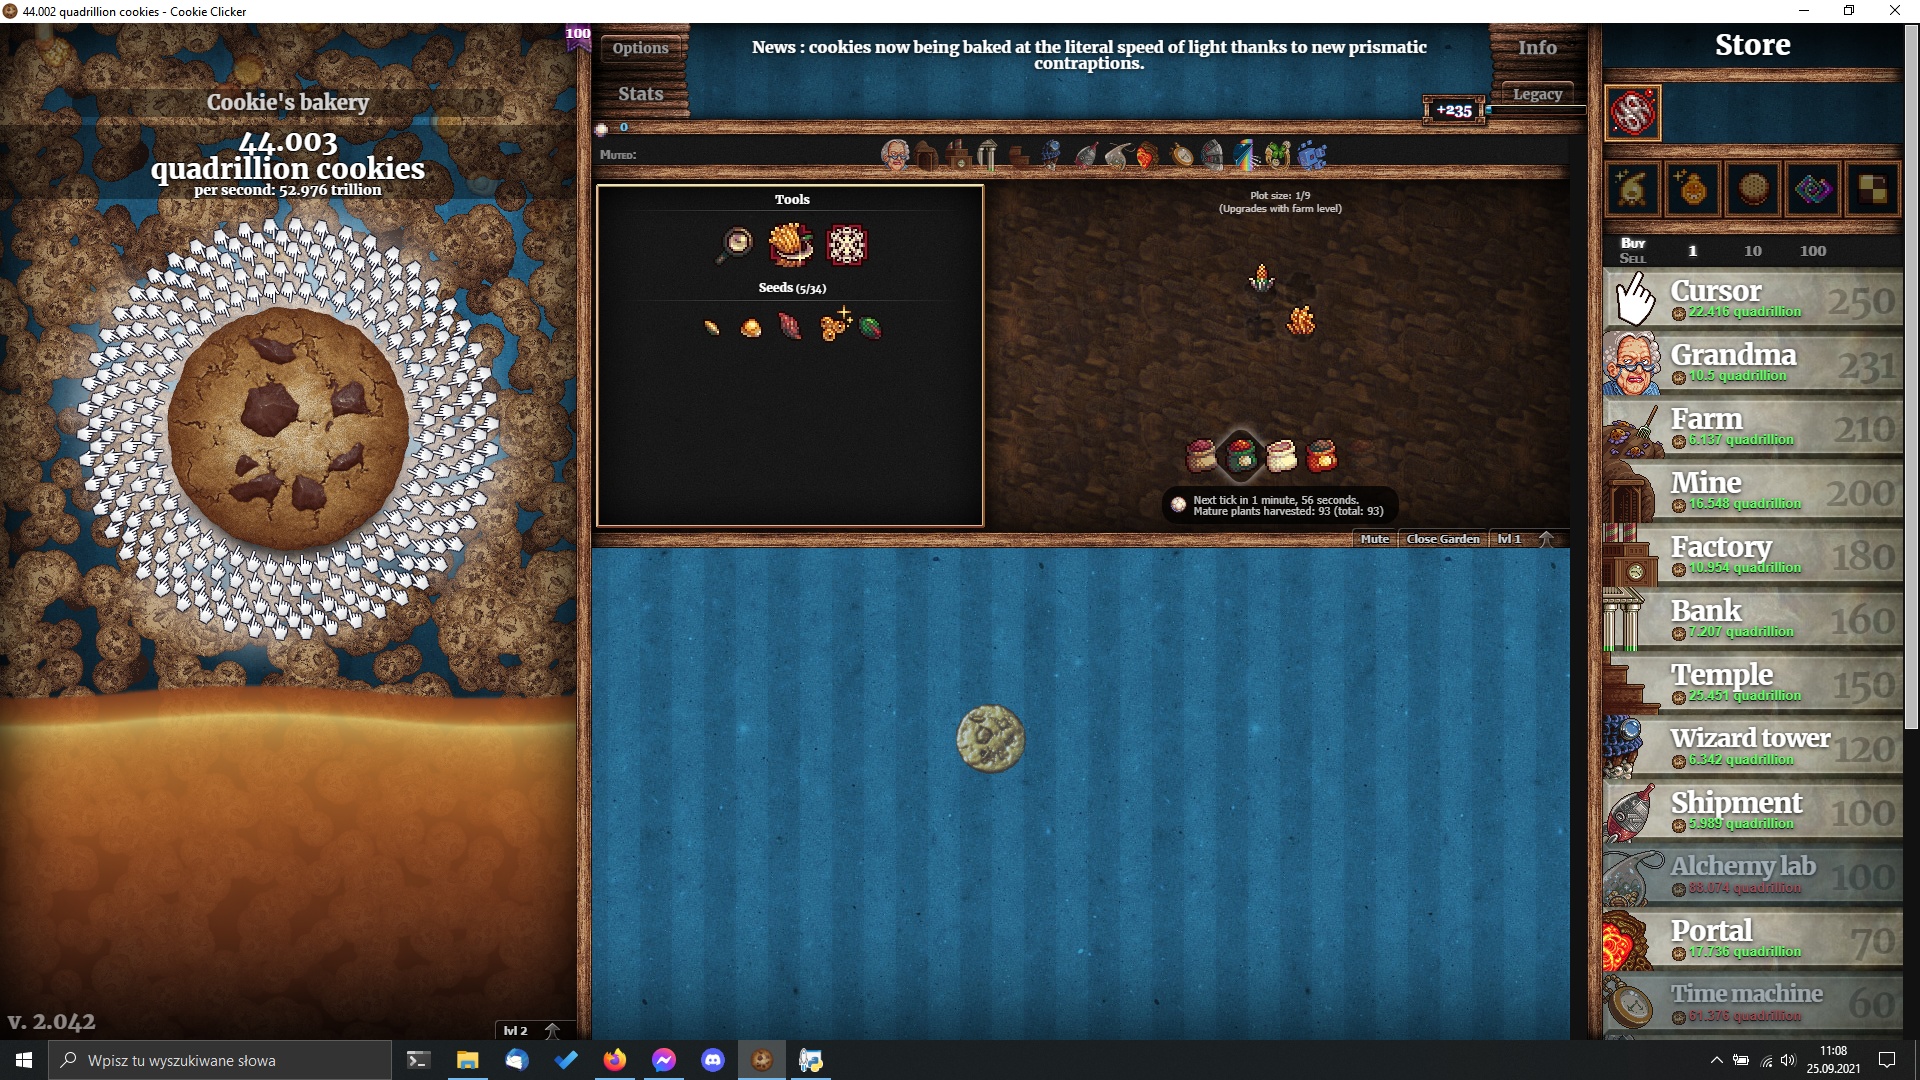 44.002 quadrillion cookies - Cookie Clicker
100
Options
Stats
News : cookies now being baked at the literal speed of light thanks to new prismatic
contraptions.
Info
Legacy
+235
Store
Cookie's bakery
44.003
quadrillion cookies
per second: 52.976 trillion
0
Muted:
Tools
Seeds (5/34)
Plot size: 1/9
(Upgrades with farm level)
Next tick in 1 minute, 56 seconds.
Mature plants harvested: 93 (total: 93)
Mute
Close Garden
lvl 1
Buy
Sell
1
10
100
Cursor
22.416 quadrillion
250
Grandma
10.5 quadrillion
231
Farm
6.137 quadrillion
210
Mine
16.548 quadrillion
200
Factory
10.954 quadrillion
180
Bank
7.207 quadrillion
160
Temple
25.451 quadrillion
150
Wizard tower
6.342 quadrillion
120
Shipment
5.989 quadrillion
100
Alchemy lab
88.074 quadrillion
100
Portal
17.736 quadrillion
70
Time machine
61.376 quadrillion
60
v. 2.042
lvl 2
Wpisz tu wyszukiwane słowa
11:08
25.09.2021